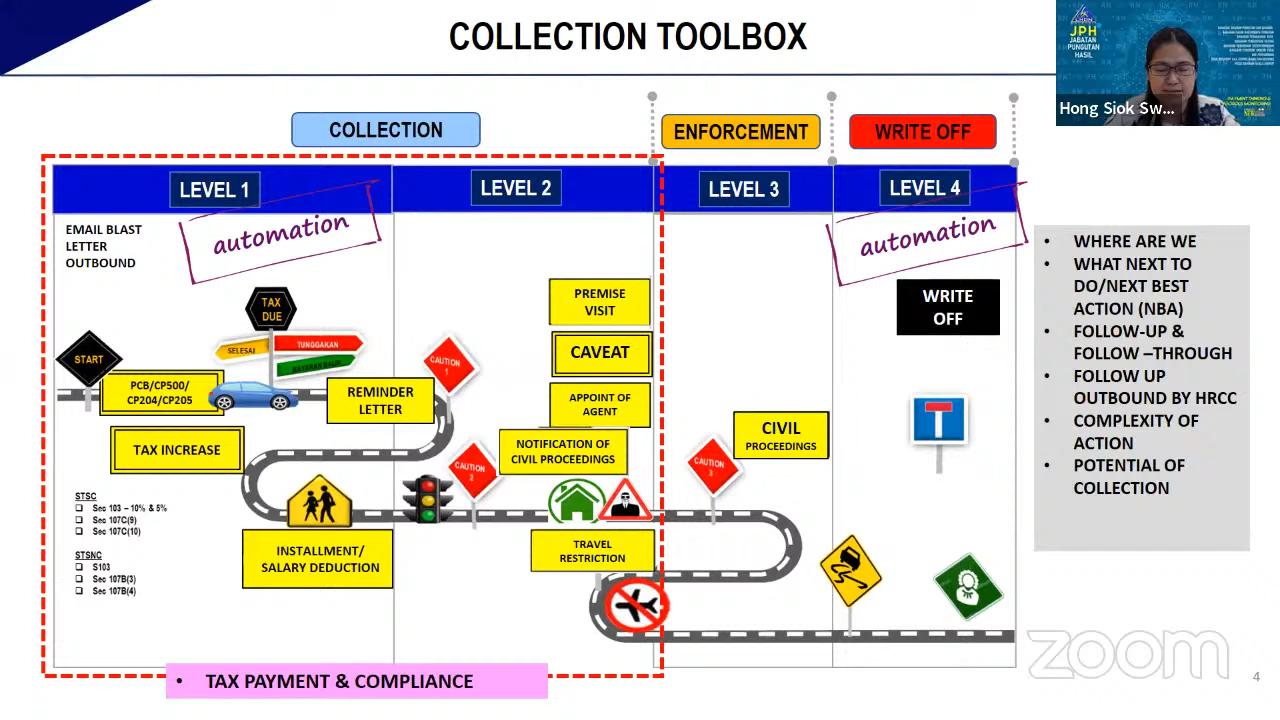 COLLECTION TOOLBOX
JPH
JABATAN
PUNGUTAN
HASIL
Hong Siok Sw...
COLLECTION
ENFORCEMENT
WRITE OFF
LEVEL 1
LEVEL 2
LEVEL 3
LEVEL 4
EMAIL BLAST
LETTER
OUTBOUND
automation
automation
TAX
DUE
SELESAI
TUNGGAKAN
START
PCB/CP500/
CP204/CP205
REMINDER
LETTER
TAX INCREASE
CAUTION
1
PREMISE
VISIT
CAVEAT
APPOINT OF
AGENT
NOTIFICATION OF
CIVIL PROCEEDINGS
CAUTION
2
CAUTION
3
CIVIL
PROCEEDINGS
WRITE
OFF
STSC
❑ Sec 103 – 10% & 5%
❑ Sec 107C(9)
❑ Sec 107C(10)
STSNC
❑ S103
❑ Sec 107B(3)
❑ Sec 107B(4)
INSTALLMENT/
SALARY DEDUCTION
TRAVEL
RESTRICTION
• TAX PAYMENT & COMPLIANCE
• WHERE ARE WE
• WHAT NEXT TO
DO/NEXT BEST
ACTION (NBA)
• FOLLOW-UP &
FOLLOW –THROUGH
• FOLLOW UP
OUTBOUND BY HRCC
• COMPLEXITY OF
ACTION
• POTENTIAL OF
COLLECTION
zoom
4